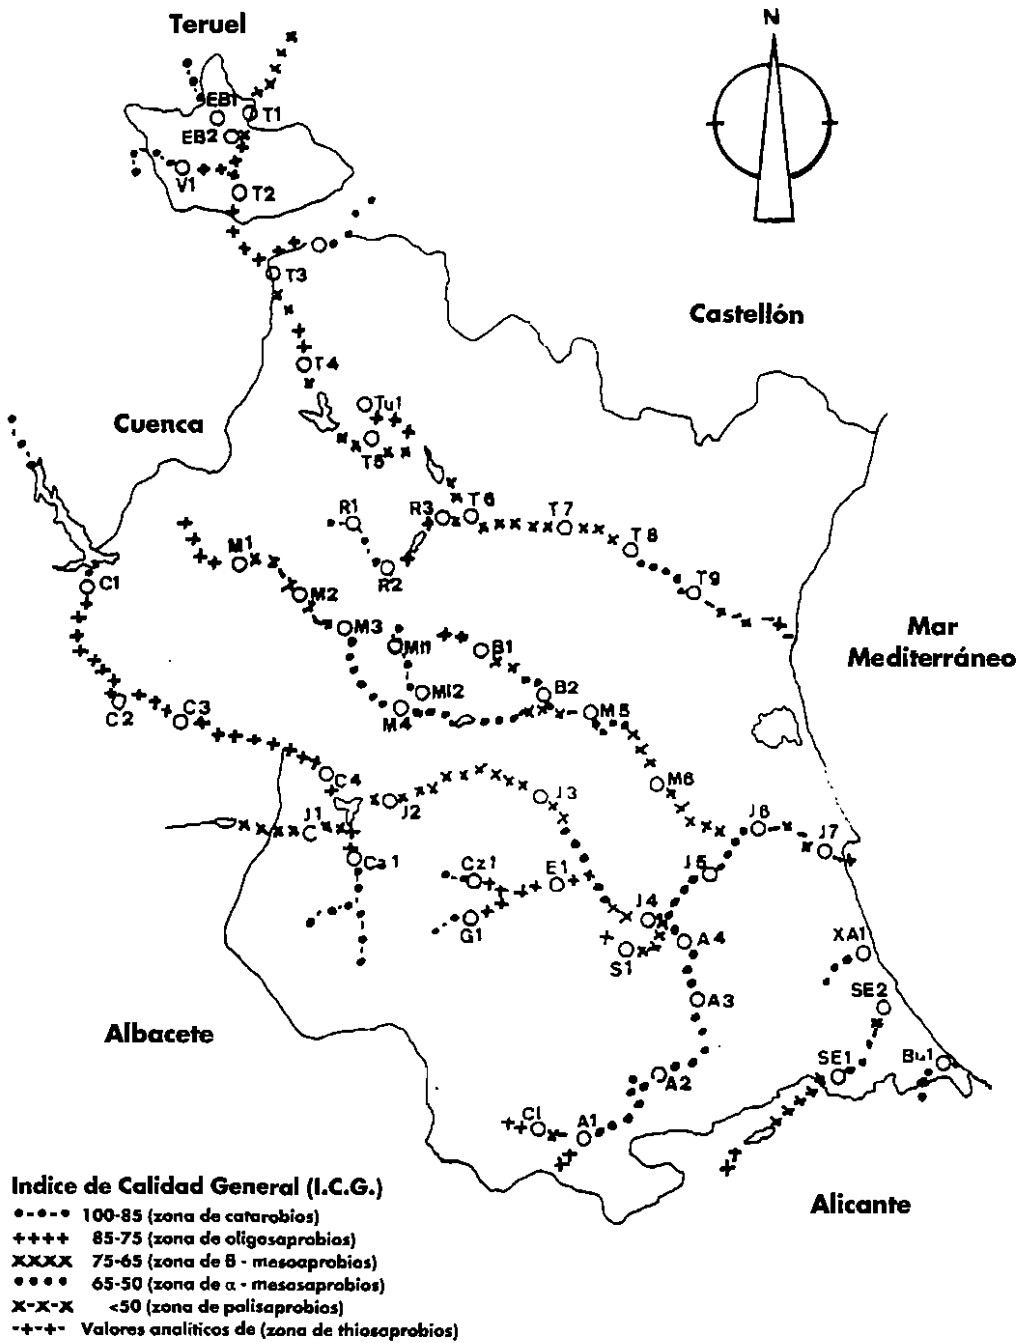 Teruel
N
EB1
T1
EB2
V1
T2
T3
Castellón
T4
Cuenca
Tu1
T5
R1
R3
T6
T7
T8
M1
R2
T9
C1
M2
M3
Mar
Mediterráneo
Mi1
B1
Mi2
B2
C2
C3
M4
M5
C4
M6
J1
J2
J3
J6
J7
Ca1
Cz1
E1
J5
G1
J4
A4
XA1
S1
SE2
A3
Albacete
SE1
Bu1
A2
Cl
A1
Alicante
Indice de Calidad General (I.C.G.)
100-85 (zona de catarobios)
85-75 (zona de oligosaprobios)
75-65 (zona de B - mesoaprobios)
65-50 (zona de α - mesasaprobios)
<50 (zona de polisaprobios)
Valores analíticos de (zona de thiosaprobios)